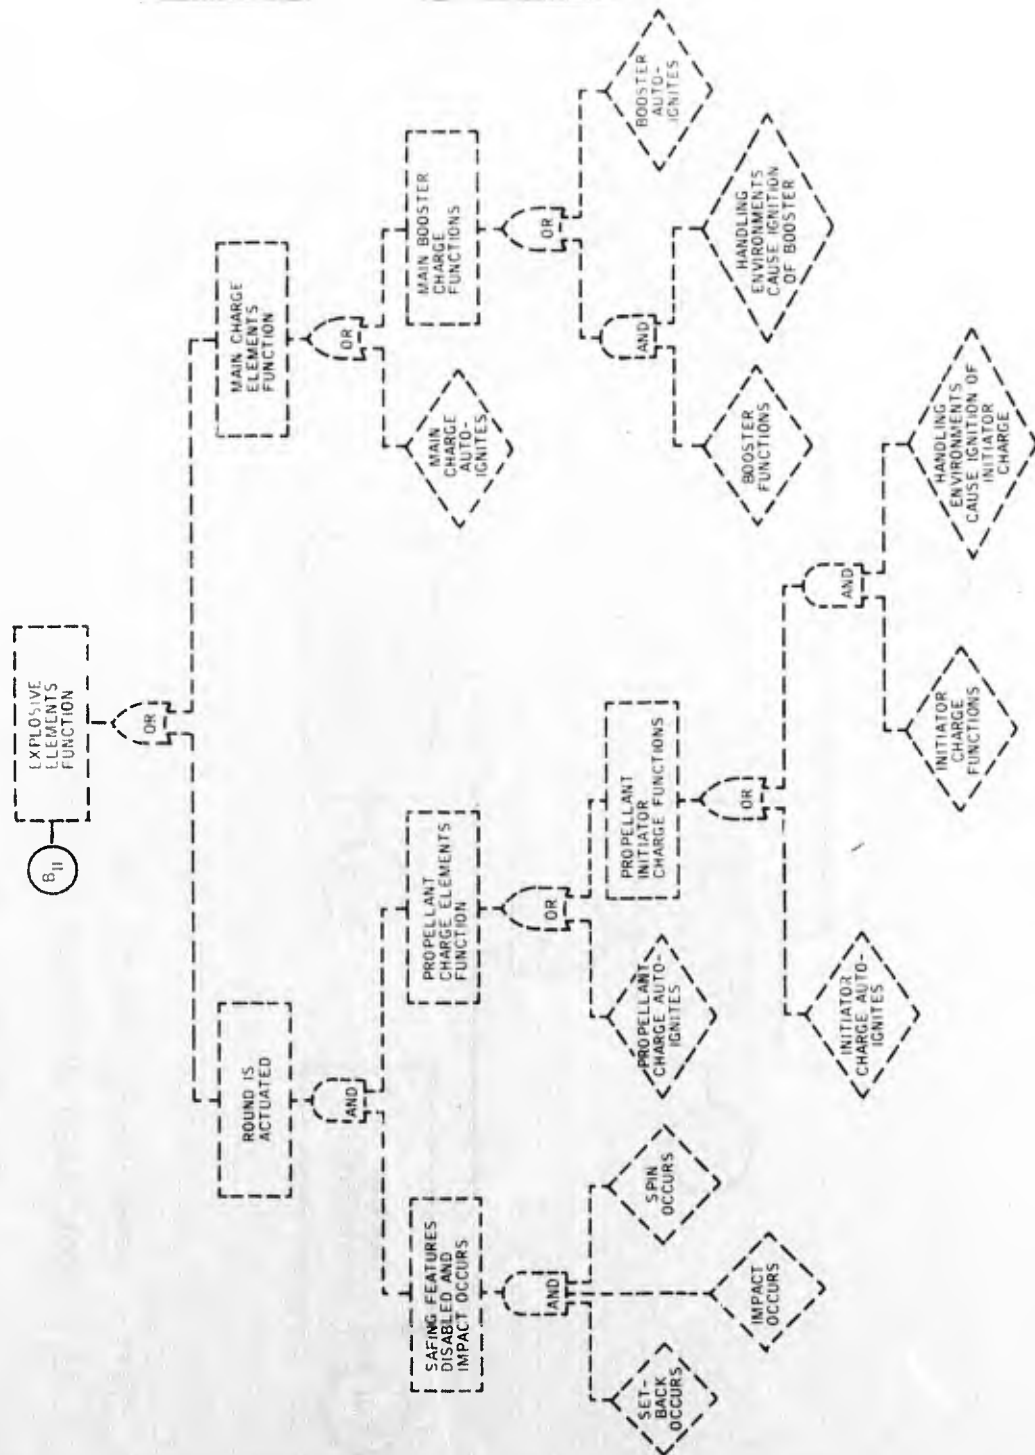 B11
EXPLOSIVE
ELEMENTS
FUNCTION
OR
ROUND IS
ACTUATED
MAIN CHARGE
ELEMENTS
FUNCTION
AND
OR
SAFING FEATURES
DISABLED AND
IMPACT OCCURS
PROPELLANT
CHARGE ELEMENTS
FUNCTION
MAIN
CHARGE
AUTO-
IGNITES
MAIN BOOSTER
CHARGE
FUNCTIONS
AND
OR
OR
SET-
BACK
OCCURS
IMPACT
OCCURS
SPIN
OCCURS
PROPELLANT
CHARGE AUTO-
IGNITES
PROPELLANT
INITIATOR
CHARGE FUNCTIONS
AND
BOOSTER
AUTO-
IGNITES
OR
BOOSTER
FUNCTIONS
HANDLING
ENVIRONMENTS
CAUSE IGNITION
OF BOOSTER
INITIATOR
CHARGE AUTO-
IGNITES
AND
INITIATOR
CHARGE
FUNCTIONS
HANDLING
ENVIRONMENTS
CAUSE IGNITION OF
INITIATOR
CHARGE